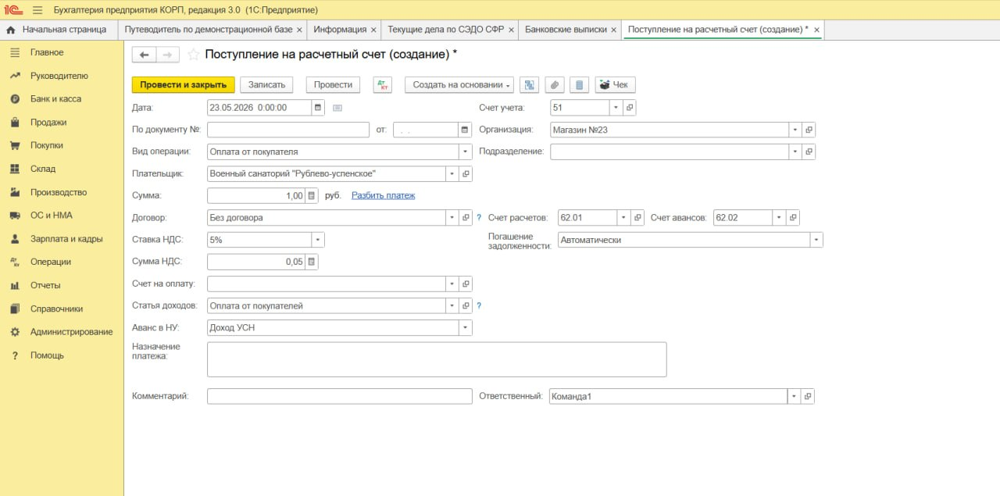 1С Бухгалтерия предприятия КОРП, редакция 3.0 (1С:Предприятие)
Начальная страница Путеводитель по демонстрационной базе × Информация × Текущие дела по СЭДО СФР × Банковские выписки × Поступление на расчетный счет (создание) * ×
Главное
Руководителю
Банк и касса
Продажи
Покупки
Склад
Производство
ОС и НМА
Зарплата и кадры
Операции
Отчеты
Справочники
Администрирование
? Помощь
Поступление на расчетный счет (создание) *
Провести и закрыть Записать Провести Дт Кт Создать на основании Чек
Дата: 23.05.2026 0:00:00 Счет учета: 51
По документу №: от: . . Организация: Магазин №23
Вид операции: Оплата от покупателя Подразделение:
Плательщик: Военный санаторий "Рублево-успенское"
Сумма: 1,00 руб. Разбить платеж
Договор: Без договора ? Счет расчетов: 62.01 Счет авансов: 62.02
Ставка НДС: 5% Погашение
задолженности: Автоматически
Сумма НДС: 0,05
Счет на оплату:
Статья доходов: Оплата от покупателей ?
Аванс в НУ: Доход УСН
Назначение
платежа:
Комментарий: Ответственный: Команда1